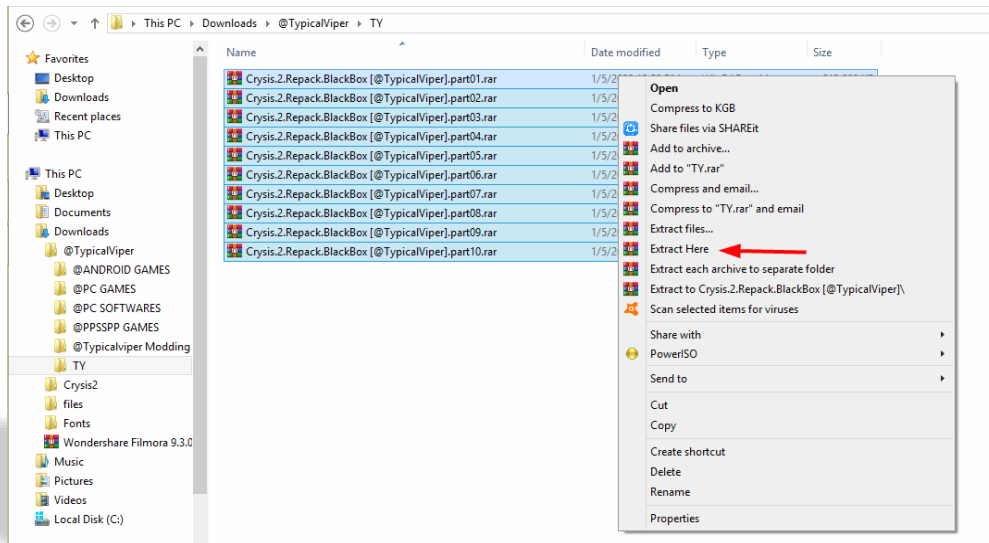 This PC ▸ Downloads ▸ @TypicalViper ▸ TY
Favorites
Desktop
Downloads
Recent places
This PC
This PC
Desktop
Documents
Downloads
@TypicalViper
@ANDROID GAMES
@PC GAMES
@PC SOFTWARES
@PPSSPP GAMES
@Typicalviper Modding
TY
Crysis2
files
Fonts
Wondershare Filmora 9.3.0
Music
Pictures
Videos
Local Disk (C:)
Name Date modified Type Size
Crysis.2.Repack.BlackBox [@TypicalViper].part01.rar
Crysis.2.Repack.BlackBox [@TypicalViper].part02.rar
Crysis.2.Repack.BlackBox [@TypicalViper].part03.rar
Crysis.2.Repack.BlackBox [@TypicalViper].part04.rar
Crysis.2.Repack.BlackBox [@TypicalViper].part05.rar
Crysis.2.Repack.BlackBox [@TypicalViper].part06.rar
Crysis.2.Repack.BlackBox [@TypicalViper].part07.rar
Crysis.2.Repack.BlackBox [@TypicalViper].part08.rar
Crysis.2.Repack.BlackBox [@TypicalViper].part09.rar
Crysis.2.Repack.BlackBox [@TypicalViper].part10.rar
Open
Compress to KGB
Share files via SHAREit
Add to archive...
Add to "TY.rar"
Compress and email...
Compress to "TY.rar" and email
Extract files...
Extract Here
Extract each archive to separate folder
Extract to Crysis.2.Repack.BlackBox [@TypicalViper]\
Scan selected items for viruses
Share with
PowerISO
Send to
Cut
Copy
Create shortcut
Delete
Rename
Properties